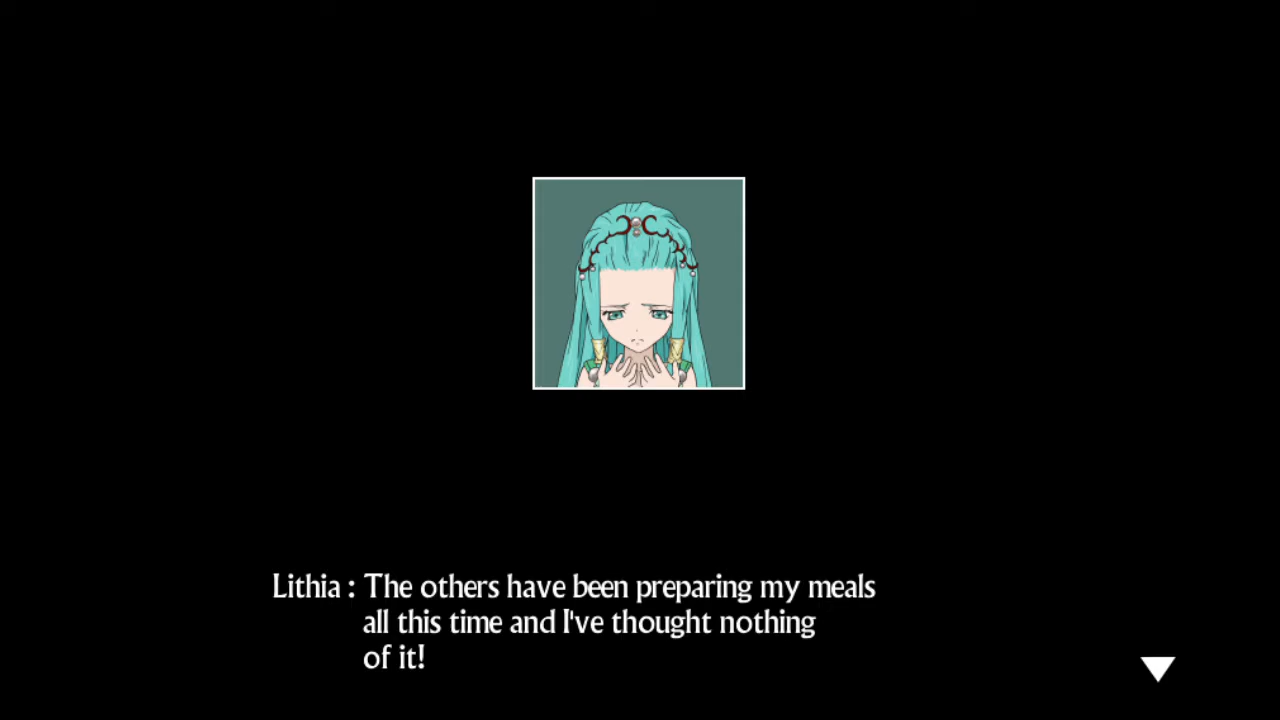 Lithia : The others have been preparing my meals
all this time and I've thought nothing
of it!